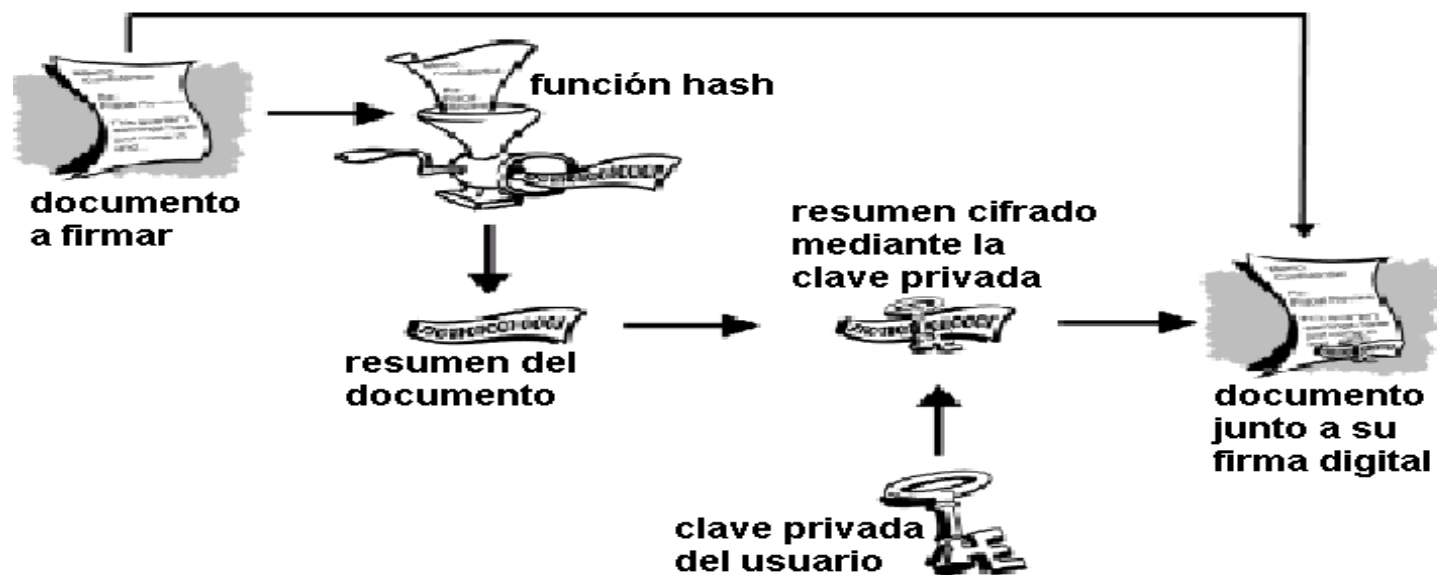 función hash
documento
a firmar
resumen cifrado
mediante la
clave privada
resumen del
documento
documento
junto a su
firma digital
clave privada
del usuario